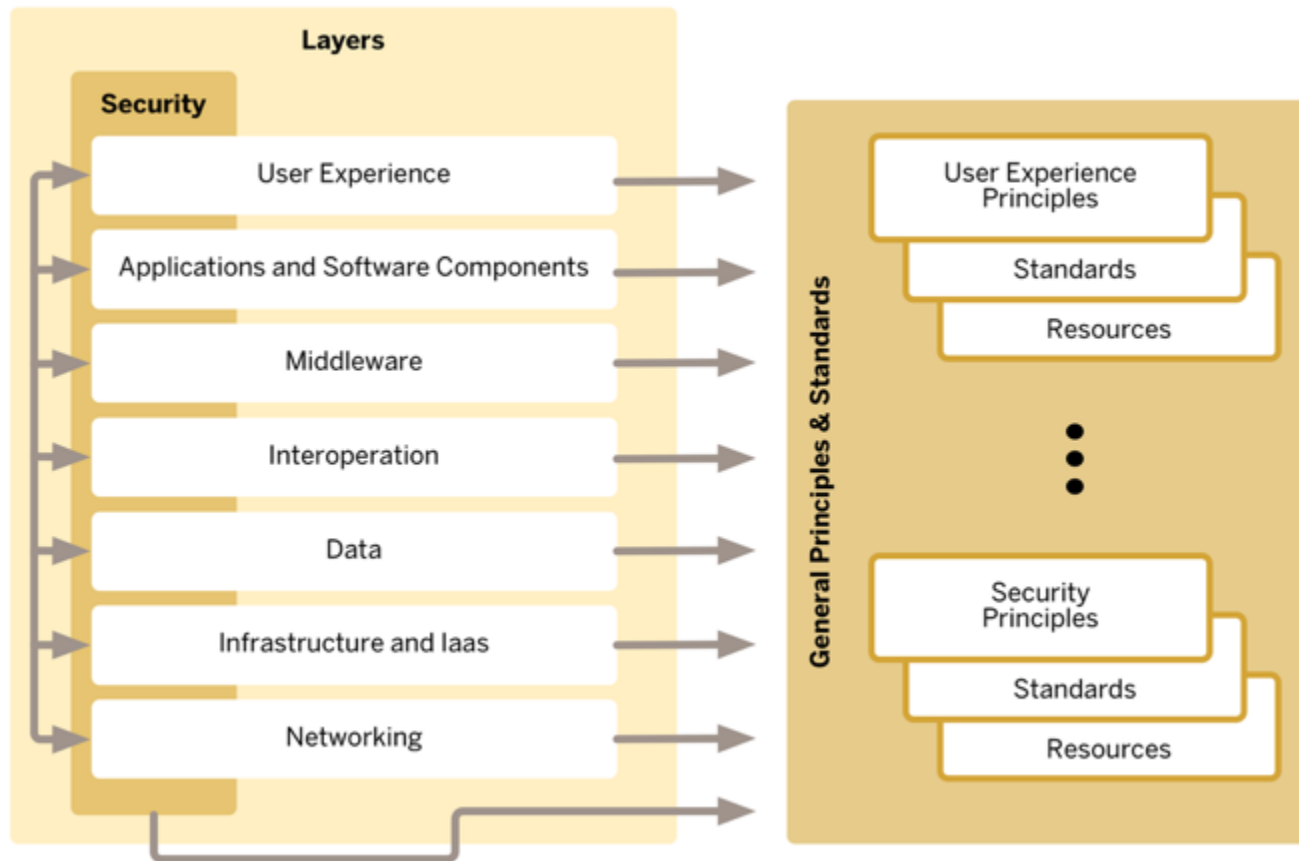 Layers
Security
User Experience
Applications and Software Components
Middleware
Interoperation
Data
Infrastructure and Iaas
Networking
General Principles & Standards
User Experience
Principles
Standards
Resources
Security
Principles
Standards
Resources